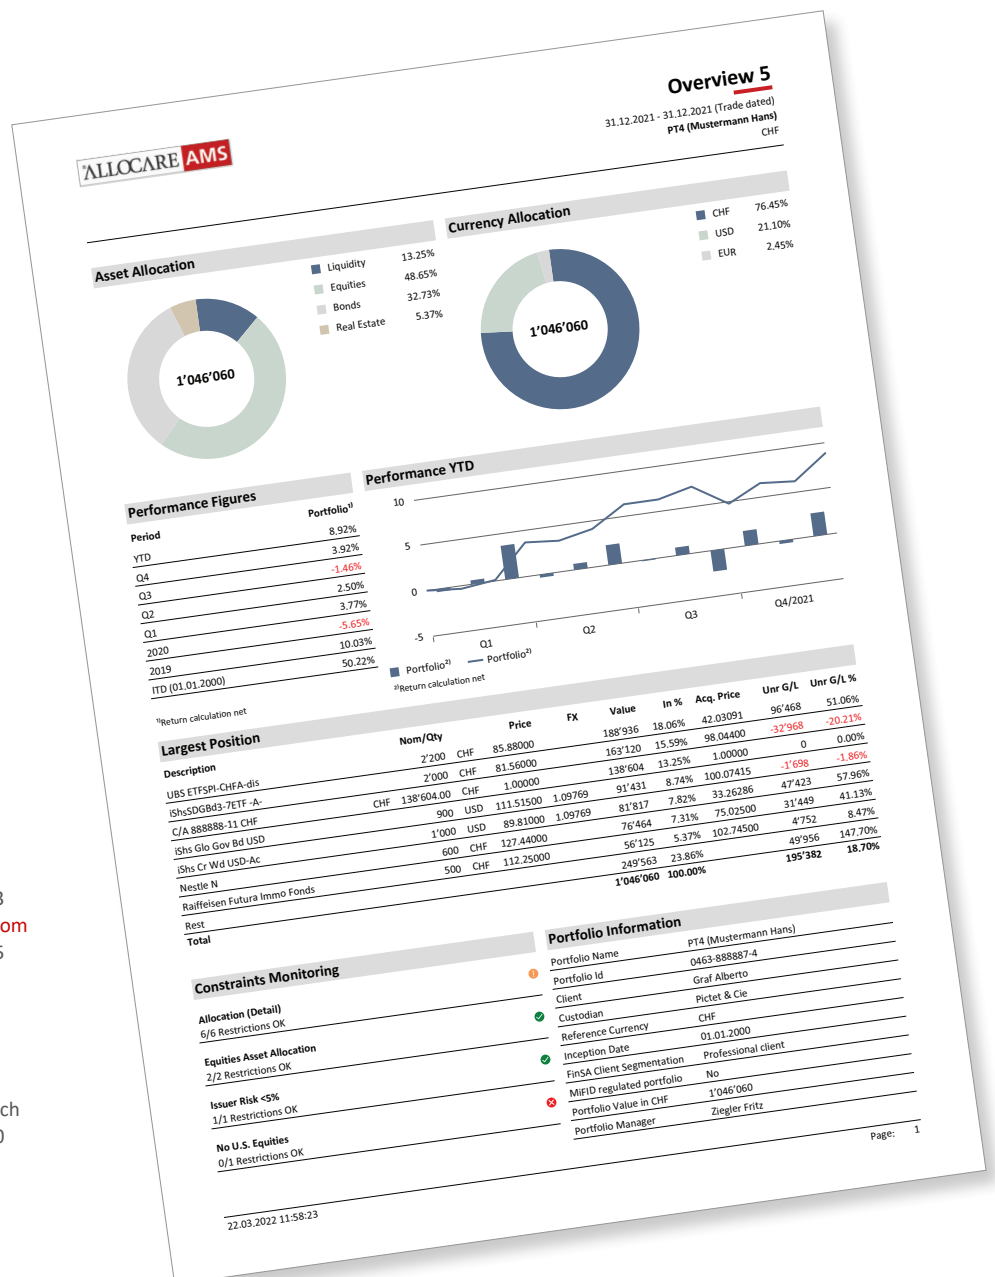 Overview 5
31.12.2021 - 31.12.2021 (Trade dated)
PT4 (Mustermann Hans)
CHF
ALLOCARE AMS
Asset Allocation
Liquidity 13.25%
Equities 48.65%
Bonds 32.73%
Real Estate 5.37%
1’046’060
Currency Allocation
CHF 76.45%
USD 21.10%
EUR 2.45%
1’046’060
Performance Figures
Period Portfolio¹⁾
YTD 8.92%
Q4 3.92%
Q3 -1.46%
Q2 2.50%
Q1 3.77%
2020 -5.65%
2019 10.03%
ITD (01.01.2000) 50.22%
¹⁾Return calculation net
Performance YTD
10
5
0
-5
Q1 Q2 Q3 Q4/2021
Portfolio²⁾ Portfolio²⁾
²⁾Return calculation net
Largest Position
Description Nom/Qty Price FX Value In % Acq. Price Unr G/L Unr G/L %
UBS ETFSPI-CHFA-dis 2’200 CHF 85.88000 188’936 18.06% 42.03091 96’468 51.06%
iShsSDGBd3-7ETF -A- 2’000 CHF 81.56000 163’120 15.59% 98.04400 -32’968 -20.21%
C/A 888888-11 CHF CHF 138’604.00 CHF 1.00000 138’604 13.25% 1.00000 0 0.00%
iShs Glo Gov Bd USD 900 USD 111.51500 1.09769 91’431 8.74% 100.07415 -1’698 -1.86%
iShs Cr Wd USD-Ac 1’000 USD 89.81000 1.09769 81’817 7.82% 33.26286 47’423 57.96%
Nestle N 600 CHF 127.44000 76’464 7.31% 75.02500 31’449 41.13%
Raiffeisen Futura Immo Fonds 500 CHF 112.25000 56’125 5.37% 102.74500 4’752 8.47%
Rest 249’563 23.86% 49’956 147.70%
Total 1’046’060 100.00% 195’382 18.70%
Constraints Monitoring
Allocation (Detail)
6/6 Restrictions OK
Equities Asset Allocation
2/2 Restrictions OK
Issuer Risk <5%
1/1 Restrictions OK
No U.S. Equities
0/1 Restrictions OK
Portfolio Information
Portfolio Name PT4 (Mustermann Hans)
Portfolio Id 0463-888887-4
Client Graf Alberto
Custodian Pictet & Cie
Reference Currency CHF
Inception Date 01.01.2000
FinSA Client Segmentation Professional client
MiFID regulated portfolio No
Portfolio Value in CHF 1’046’060
Portfolio Manager Ziegler Fritz
22.03.2022 11:58:23
Page: 1
om
5
ch